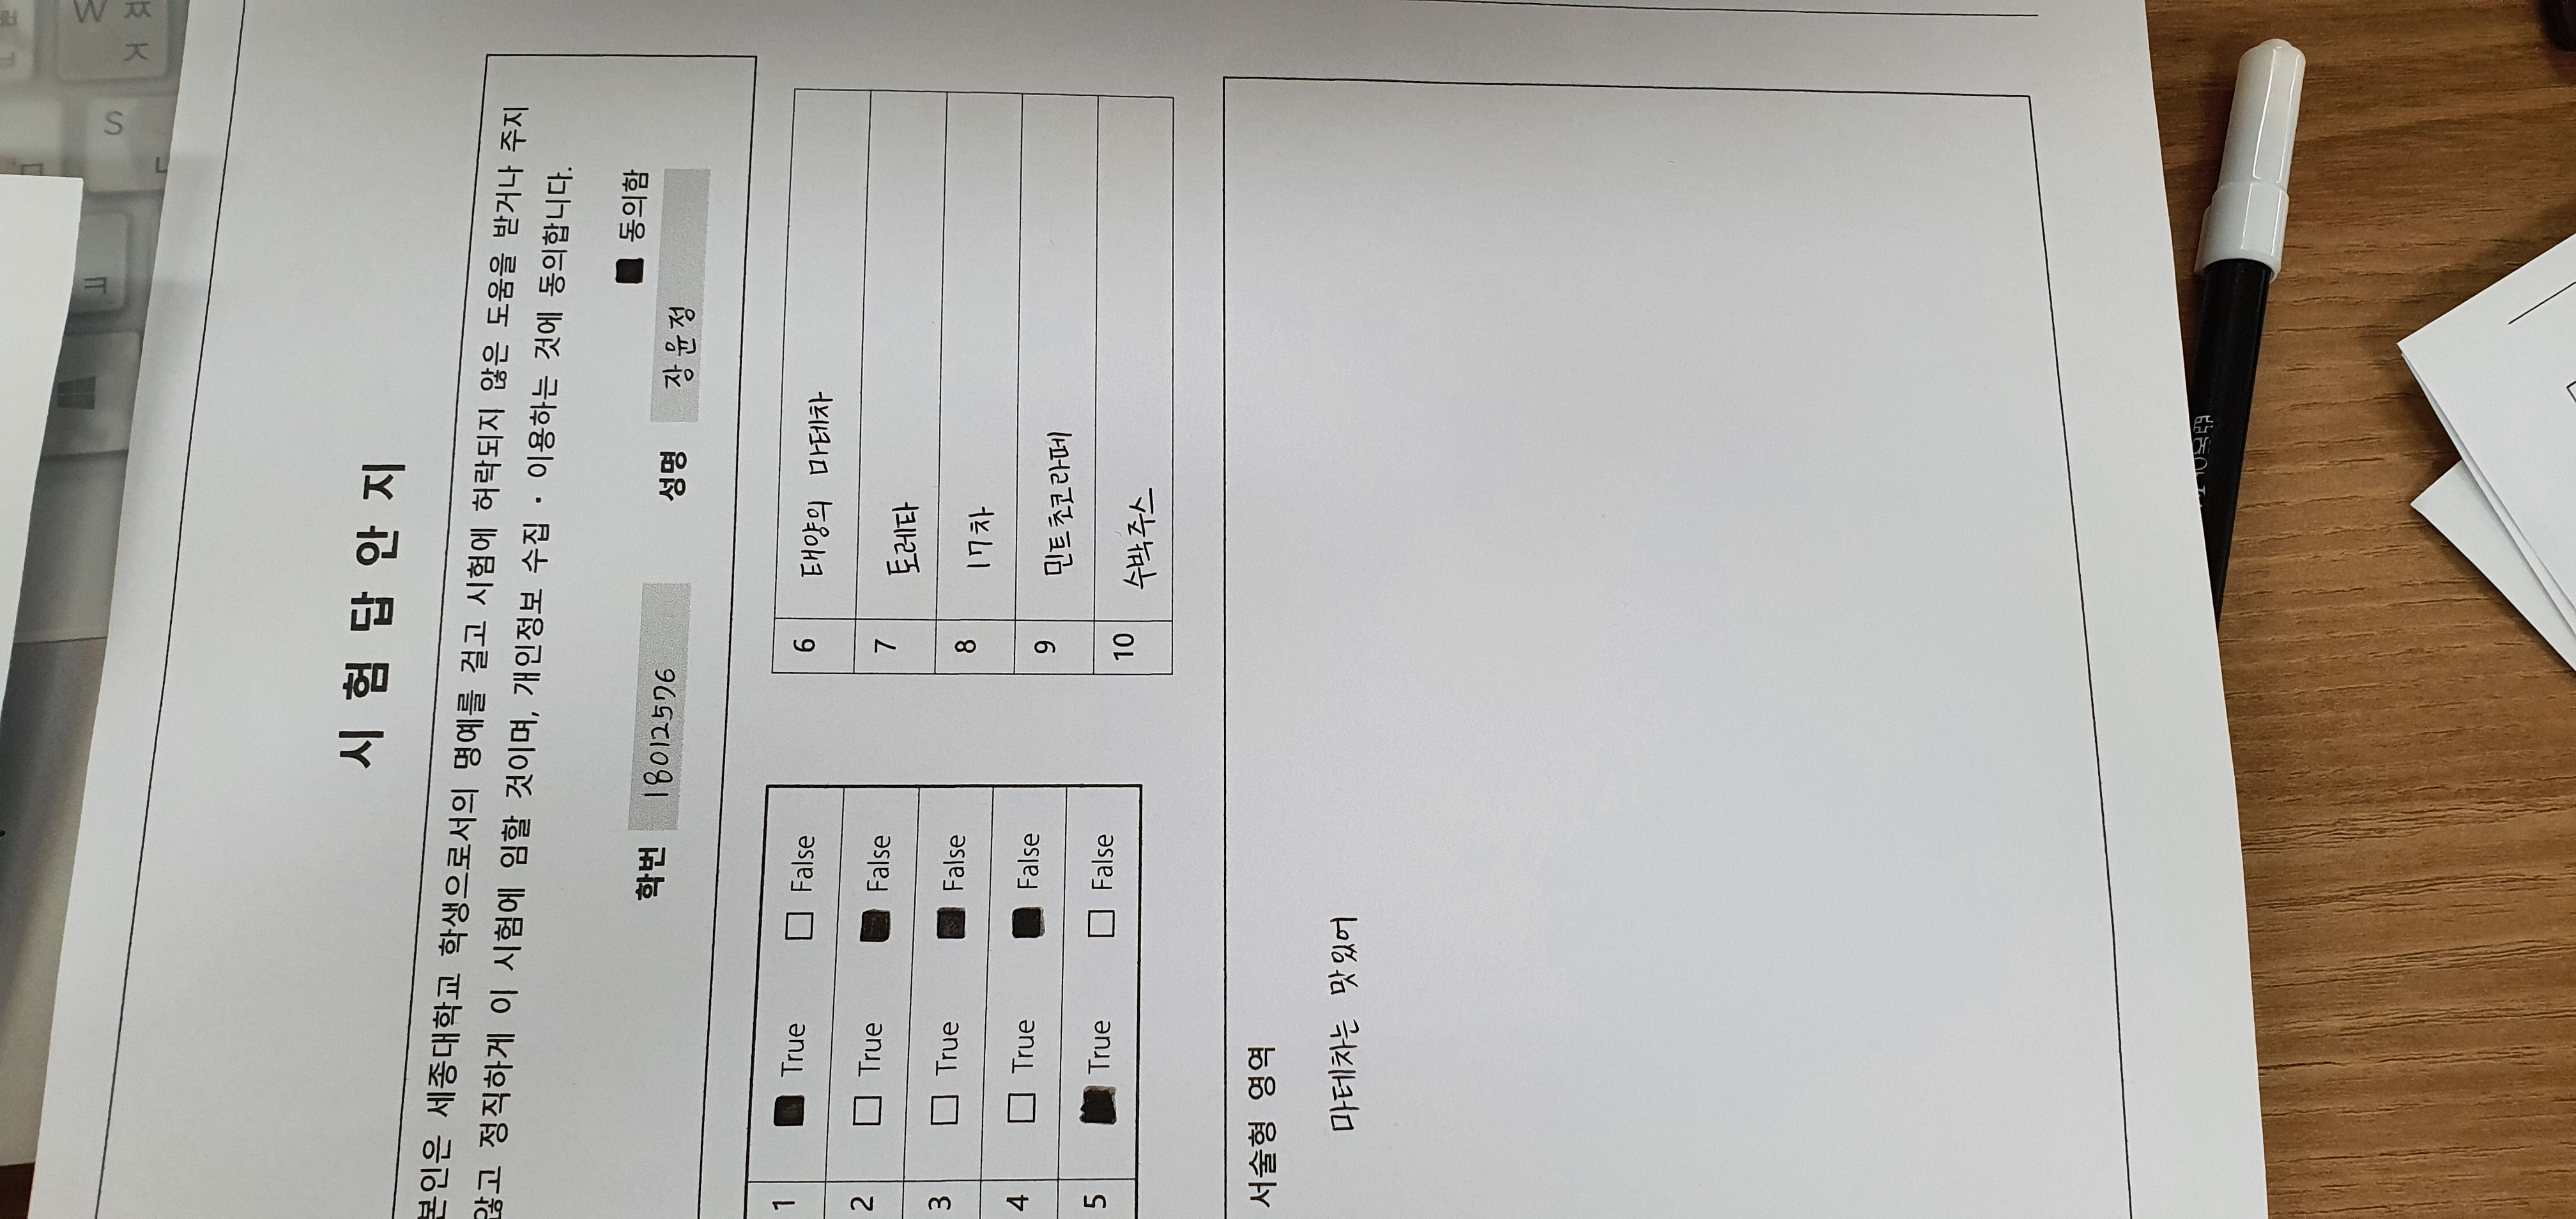 시 험 답 안 지
본인은 세종대학교 학생으로서의 명예를 걸고 시험에 허락되지 않은 도움을 받거나 주지
않고 정직하게 이 시험에 임할 것이며, 개인정보 수집 · 이용하는 것에 동의합니다.
동의함
학번 18012576 성명 장윤정
1 True False
2 True False
3 True False
4 True False
5 True False
6 태양의 마테차
7 토레타
8 17차
9 민트초코라떼
10 수박주스
서술형 영역
마테차는 맛있어